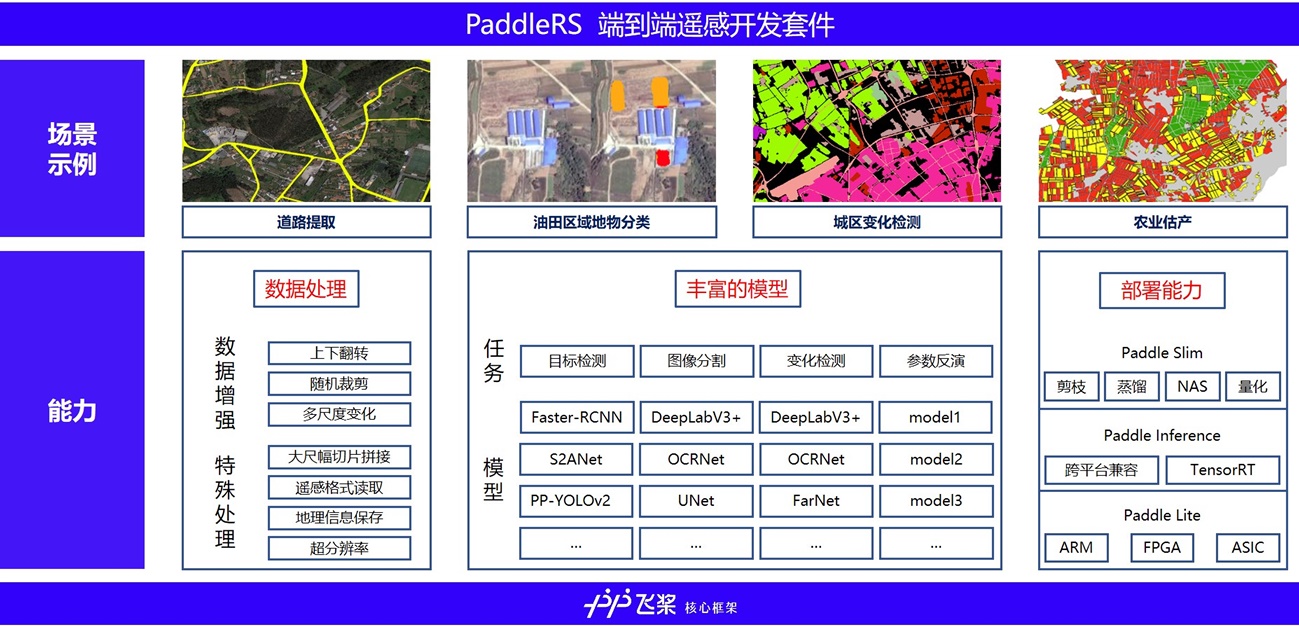 PaddleRS 端到端遥感开发套件
场景
示例
道路提取
油田区域地物分类
城区变化检测
农业估产
能力
数据处理
数据增强
上下翻转
随机裁剪
多尺度变化
特殊处理
大尺幅切片拼接
遥感格式读取
地理信息保存
超分辨率
丰富的模型
任务
目标检测 图像分割 变化检测 参数反演
模型
Faster-RCNN DeepLabV3+ DeepLabV3+ model1
S2ANet OCRNet OCRNet model2
PP-YOLOv2 UNet FarNet model3
... ... ... ...
部署能力
Paddle Slim
剪枝 蒸馏 NAS 量化
Paddle Inference
跨平台兼容 TensorRT
Paddle Lite
ARM FPGA ASIC
飞桨 核心框架